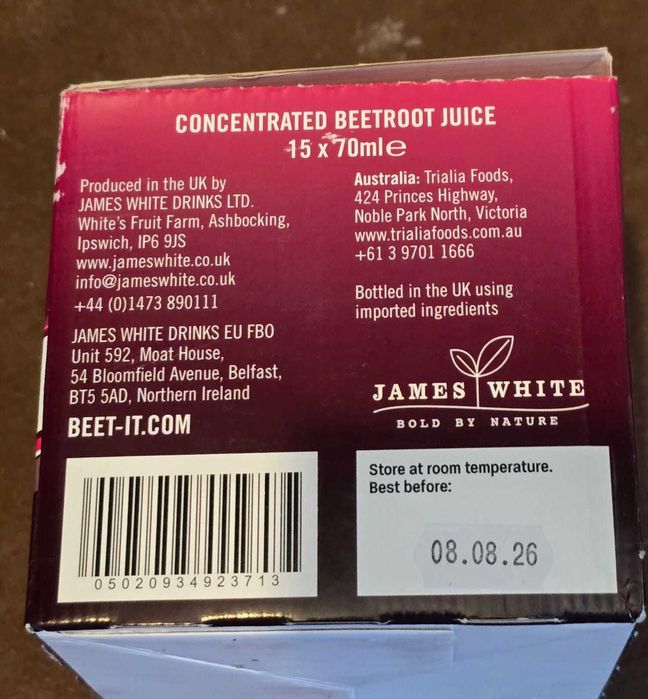 CONCENTRATED BEETROOT JUICE
15 x 70ml℮
Produced in the UK by
JAMES WHITE DRINKS LTD.
White's Fruit Farm, Ashbocking,
Ipswich, IP6 9JS
www.jameswhite.co.uk
info@jameswhite.co.uk
+44 (0)1473 890111
JAMES WHITE DRINKS EU FBO
Unit 592, Moat House,
54 Bloomfield Avenue, Belfast,
BT5 5AD, Northern Ireland
BEET-IT.COM
05020934923713
Australia: Trialia Foods,
424 Princes Highway,
Noble Park North, Victoria
www.trialiafoods.com.au
+61 3 9701 1666
Bottled in the UK using
imported ingredients
JAMES WHITE
BOLD BY NATURE
Store at room temperature.
Best before:
08.08.26